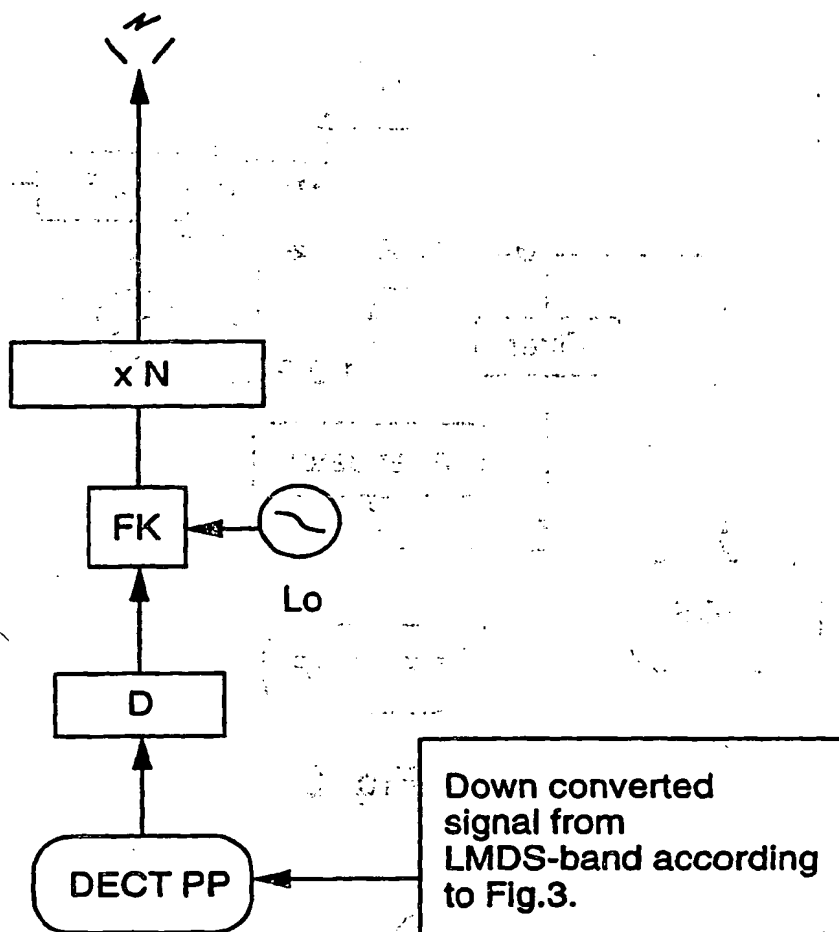 x N
FK
Lo
D
DECT PP
Down converted
signal from
LMDS-band according
to Fig.3.